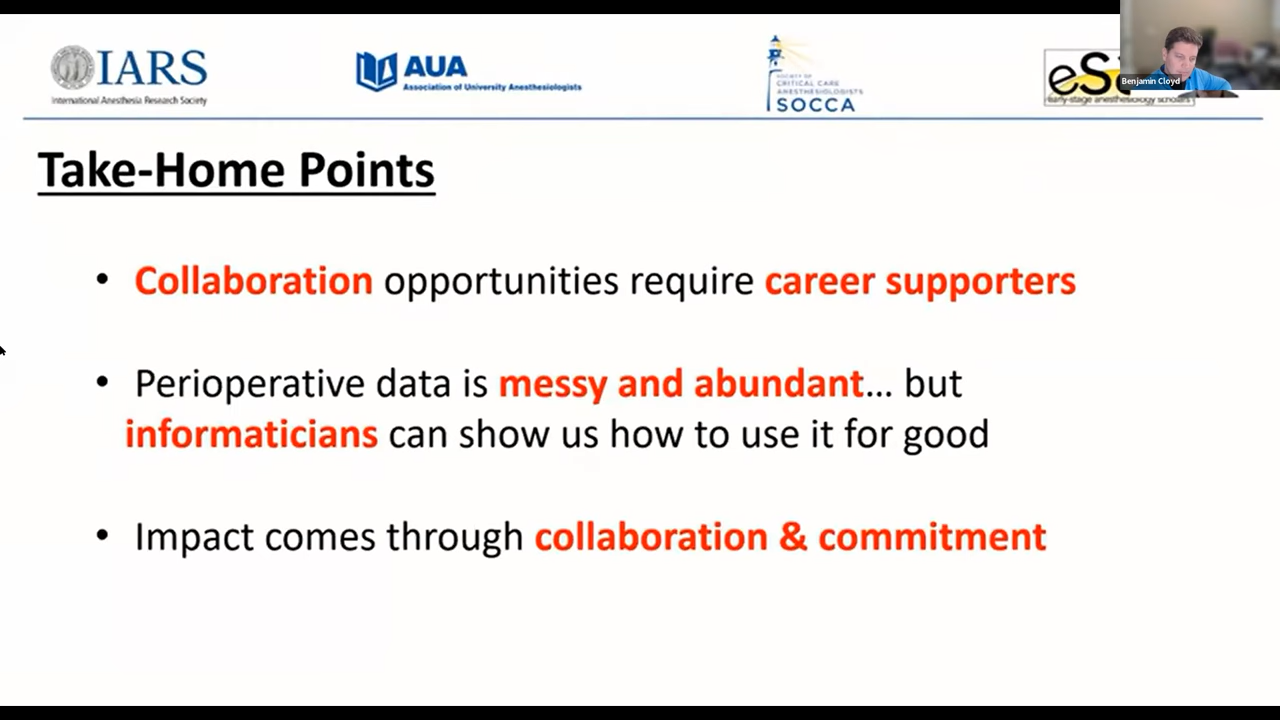 IARS
International Anesthesia Research Society
AUA
Association of University Anesthesiologists
SOCIETY OF
CRITICAL CARE
ANESTHESIOLOGISTS
SOCCA
early-stage anesthesiology scholars
Benjamin Cloyd
Take-Home Points
• Collaboration opportunities require career supporters
• Perioperative data is messy and abundant... but
informaticians can show us how to use it for good
• Impact comes through collaboration & commitment